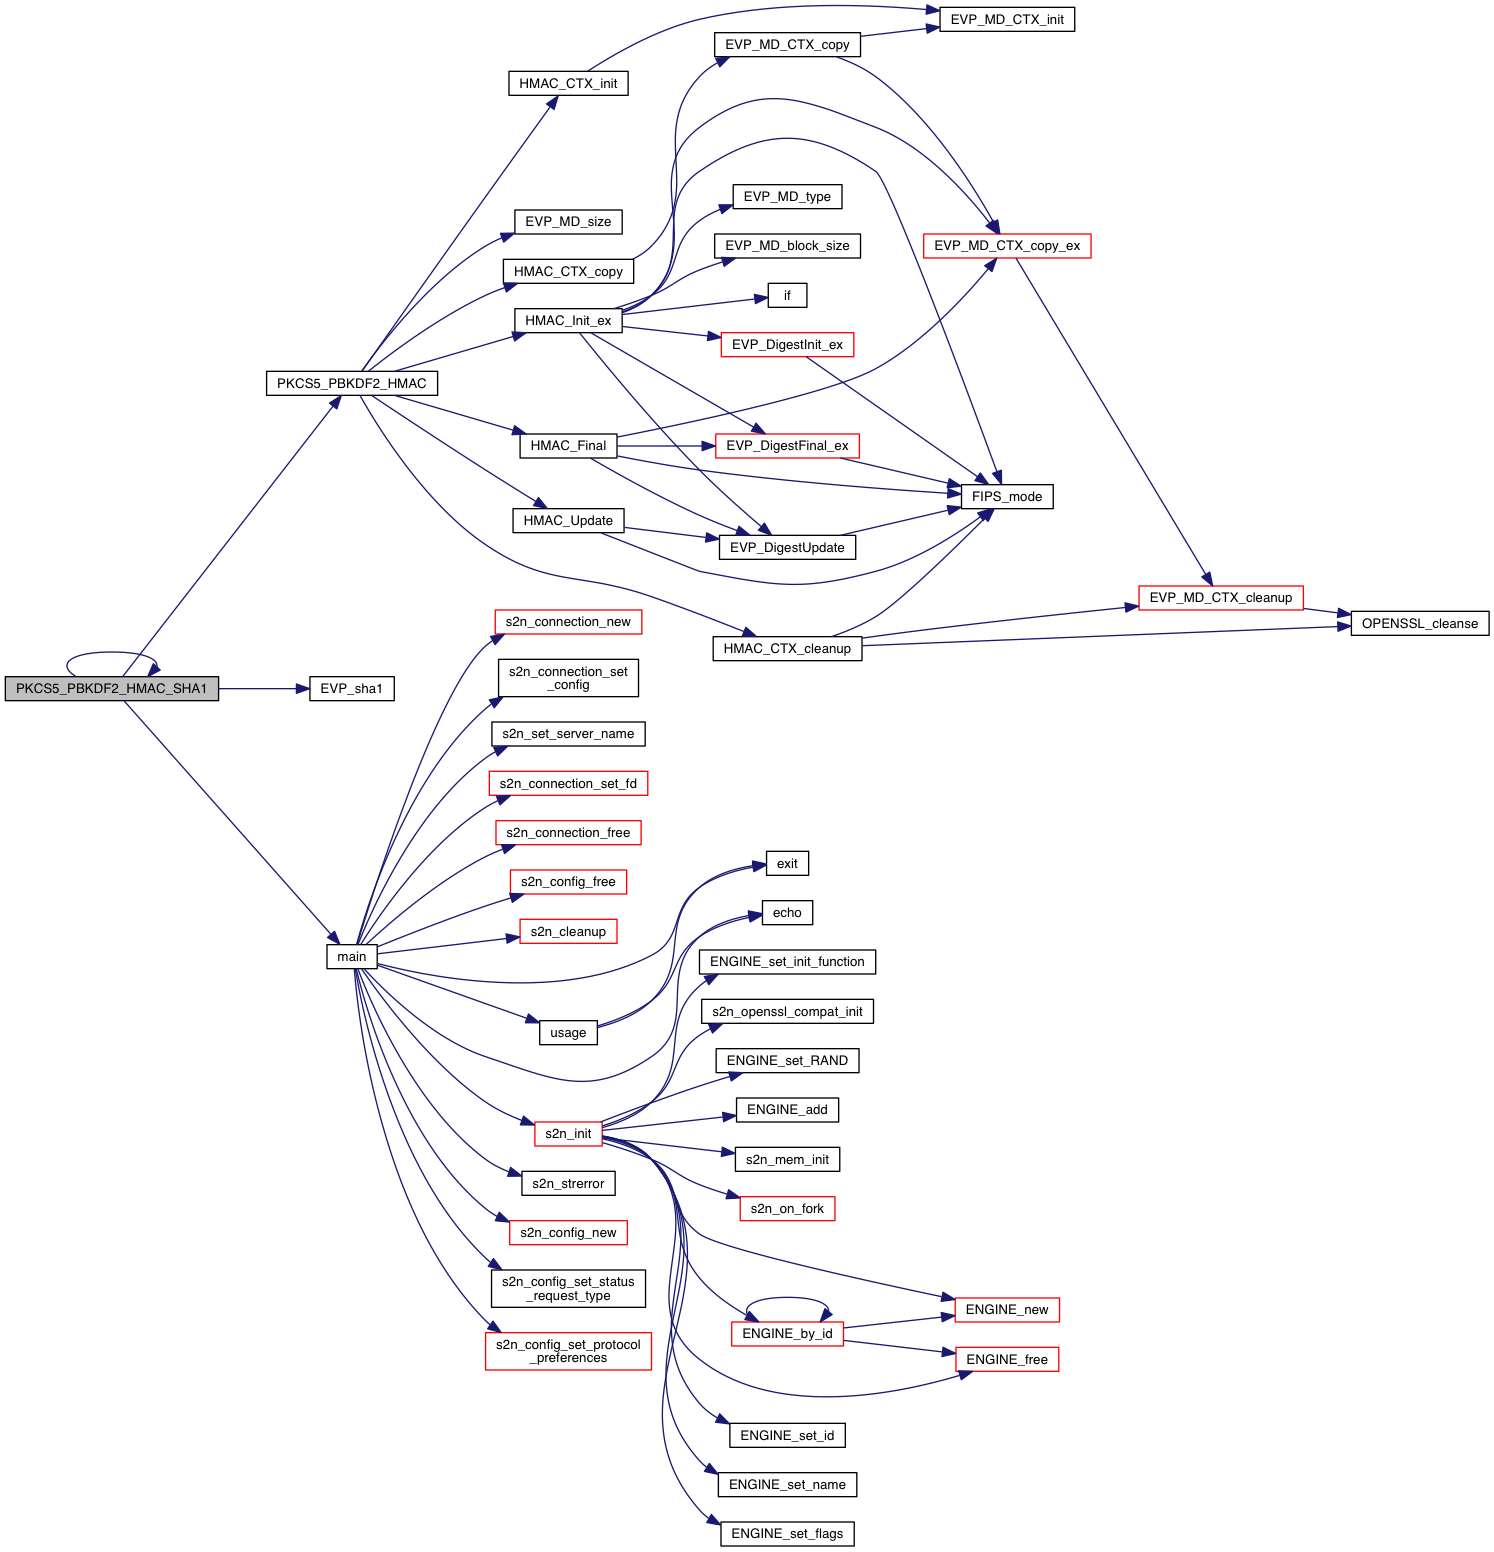 EVP_MD_CTX_init
EVP_MD_CTX_copy
HMAC_CTX_init
EVP_MD_type
EVP_MD_size
EVP_MD_block_size
EVP_MD_CTX_copy_ex
HMAC_CTX_copy
if
HMAC_Init_ex
EVP_DigestInit_ex
PKCS5_PBKDF2_HMAC
HMAC_Final
EVP_DigestFinal_ex
FIPS_mode
HMAC_Update
EVP_DigestUpdate
EVP_MD_CTX_cleanup
s2n_connection_new
OPENSSL_cleanse
HMAC_CTX_cleanup
s2n_connection_set
_config
PKCS5_PBKDF2_HMAC_SHA1
EVP_sha1
s2n_set_server_name
s2n_connection_set_fd
s2n_connection_free
exit
s2n_config_free
echo
s2n_cleanup
main
ENGINE_set_init_function
s2n_openssl_compat_init
usage
ENGINE_set_RAND
ENGINE_add
s2n_init
s2n_mem_init
s2n_strerror
s2n_on_fork
s2n_config_new
s2n_config_set_status
_request_type
ENGINE_new
ENGINE_by_id
s2n_config_set_protocol
_preferences
ENGINE_free
ENGINE_set_id
ENGINE_set_name
ENGINE_set_flags